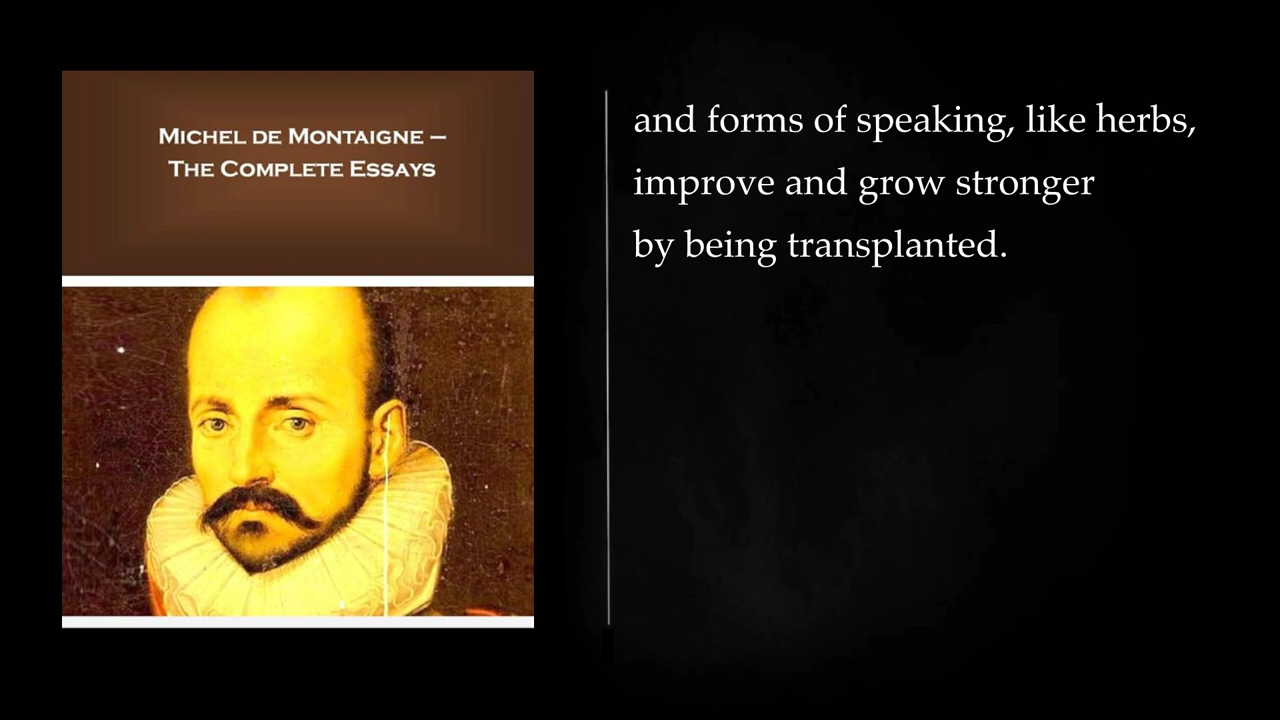 MICHEL DE MONTAIGNE –
THE COMPLETE ESSAYS
and forms of speaking, like herbs,
improve and grow stronger
by being transplanted.